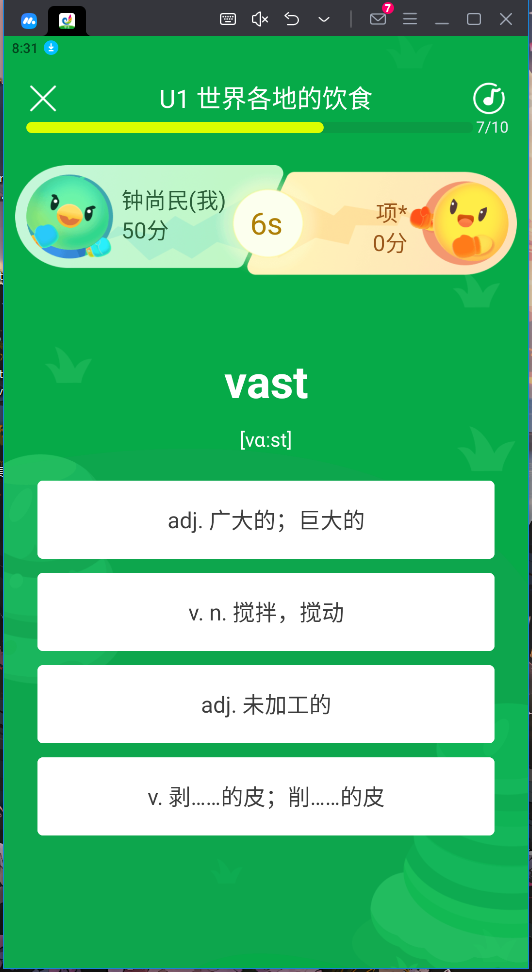 7
8:31
U1 世界各地的饮食
7/10
钟尚民(我)
50分
6s
项*
0分
vast
[vɑːst]
adj. 广大的；巨大的
v. n. 搅拌，搅动
adj. 未加工的
v. 剥……的皮；削……的皮